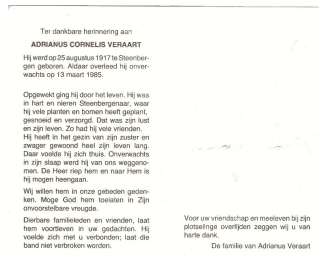 Ter dankbare herinnering aan
ADRIANUS CORNELIS VERAART
Hij werd op 25 augustus 1917 te Steenber-
gen geboren. Aldaar overleed hij onver-
wachts op 13 maart 1985.
Opgewekt ging hij door het leven. Hij was
in hart en nieren Steenbergenaar, waar
hij vele planten en bomen heeft geplant,
gesnoeid en verzorgd. Dat was zijn lust
en zijn leven. Zo had hij vele vrienden.
Hij heeft in het gezin van zijn zuster en
zwager gewoond heel zijn leven lang.
Daar voelde hij zich thuis. Onverwachts
in zijn slaap werd hij van ons weggeno-
men. De Heer riep hem en naar Hem is
hij mogen heengaan.
Wij willen hem in onze gebeden geden-
ken. Moge God hem toelaten in Zijn
onvoorstelbare vreugde.
Dierbare familieleden en vrienden, laat
hem voortleven in uw gedachten. Hij
voelde zich met u verbonden; laat die
band niet verbroken worden.
Voor uw vriendschap en meeleven bij zijn
plotselinge overlijden zeggen wij u van
harte dank.
De familie van Adrianus Veraart